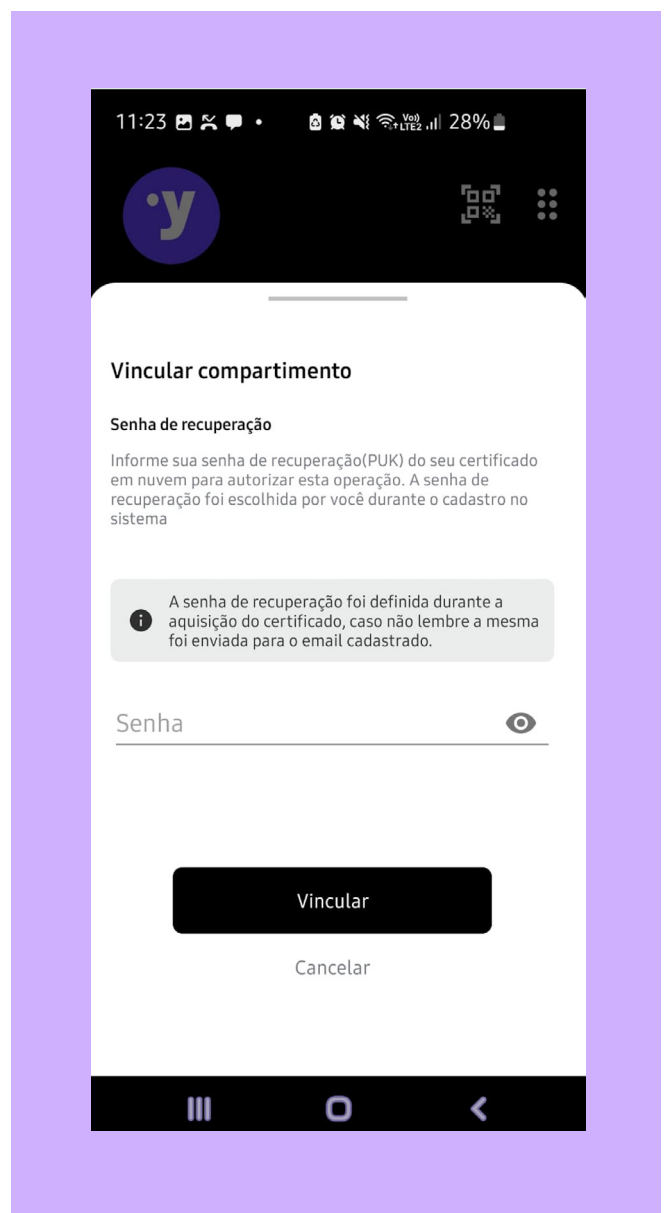 11:23 28%
Vo))
LTE2
y
Vincular compartimento
Senha de recuperação
Informe sua senha de recuperação(PUK) do seu certificado
em nuvem para autorizar esta operação. A senha de
recuperação foi escolhida por você durante o cadastro no
sistema
A senha de recuperação foi definida durante a
aquisição do certificado, caso não lembre a mesma
foi enviada para o email cadastrado.
Senha
Vincular
Cancelar